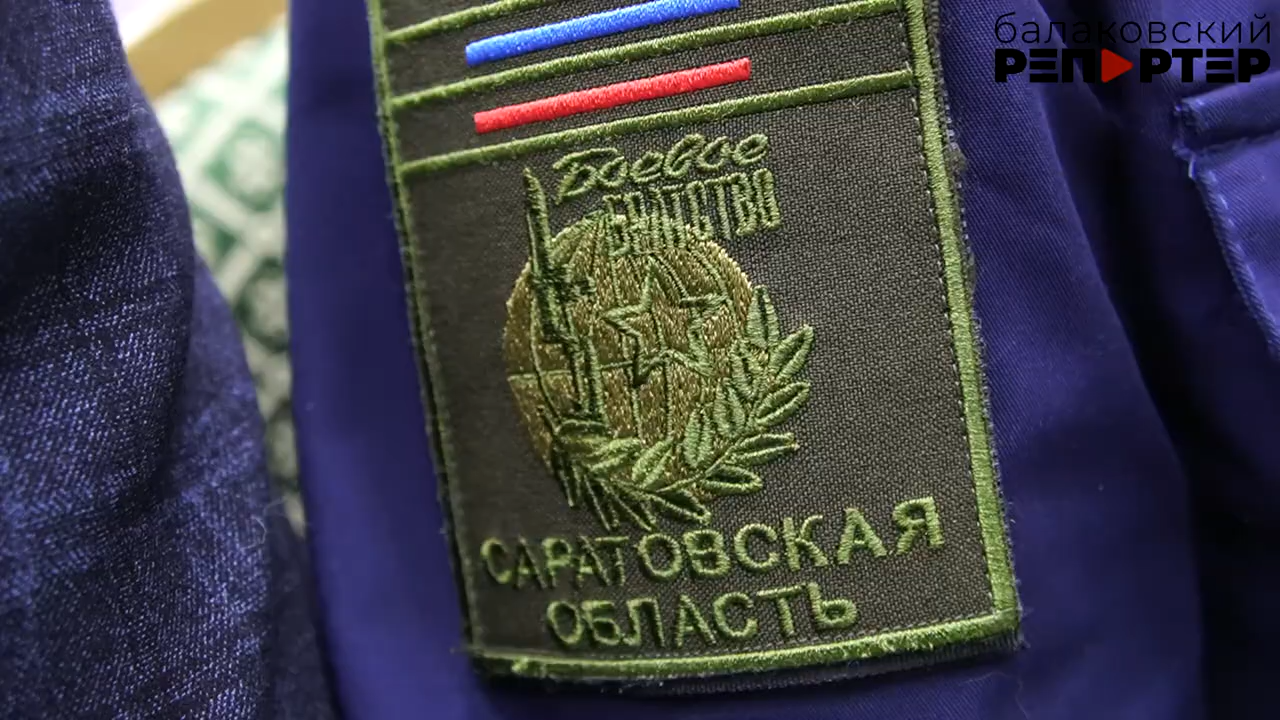 балаковский
РЕПОРТЕР
Боевое
БРАТСТВО
САРАТОВСКАЯ
ОБЛАСТЬ